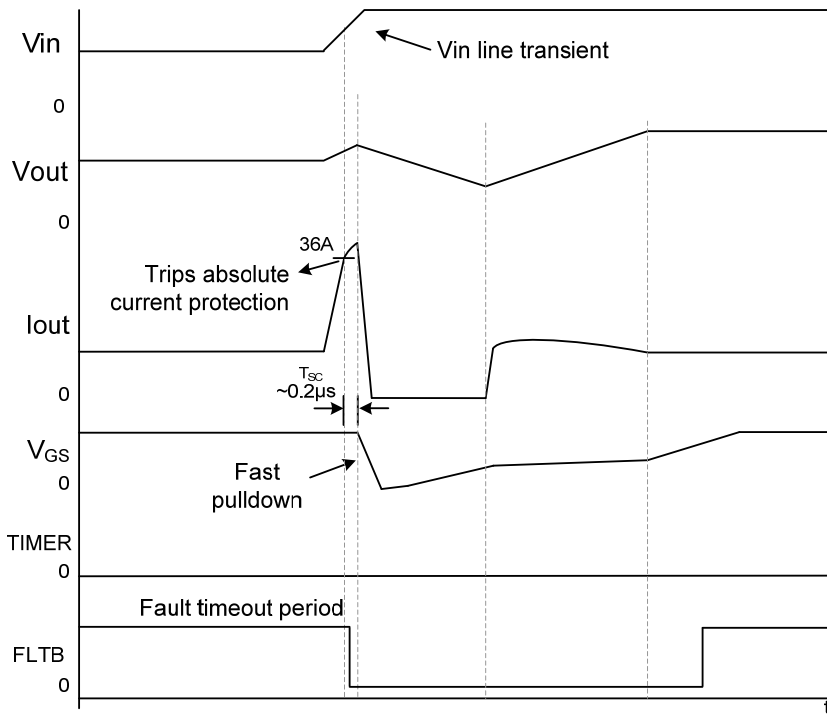 Vin
Vin line transient
0
Vout
0
36A
Trips absolute
current protection
Iout
TSC
~0.2µs
0
VGS
0
Fast
pulldown
TIMER
0
Fault timeout period
FLTB
0
t